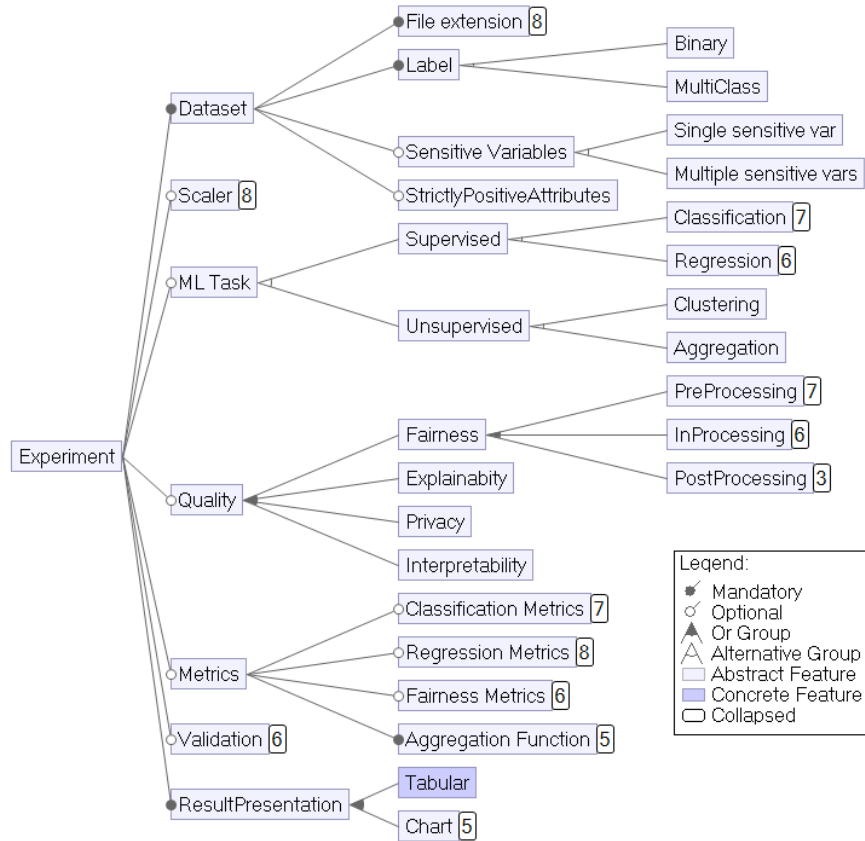 File extension 8
Binary
Label
MultiClass
Dataset
Single sensitive var
Sensitive Variables
Multiple sensitive vars
Scaler 8
StrictlyPositiveAttributes
Classification 7
Supervised
Regression 6
ML Task
Clustering
Unsupervised
Aggregation
PreProcessing 7
Fairness
InProcessing 6
Experiment
Explainabity
PostProcessing 3
Quality
Privacy
Interpretability
Classification Metrics 7
Regression Metrics 8
Metrics
Fairness Metrics 6
Validation 6
Aggregation Function 5
Tabular
ResultPresentation
Chart 5
Legend:
Mandatory
Optional
Or Group
Alternative Group
Abstract Feature
Concrete Feature
Collapsed